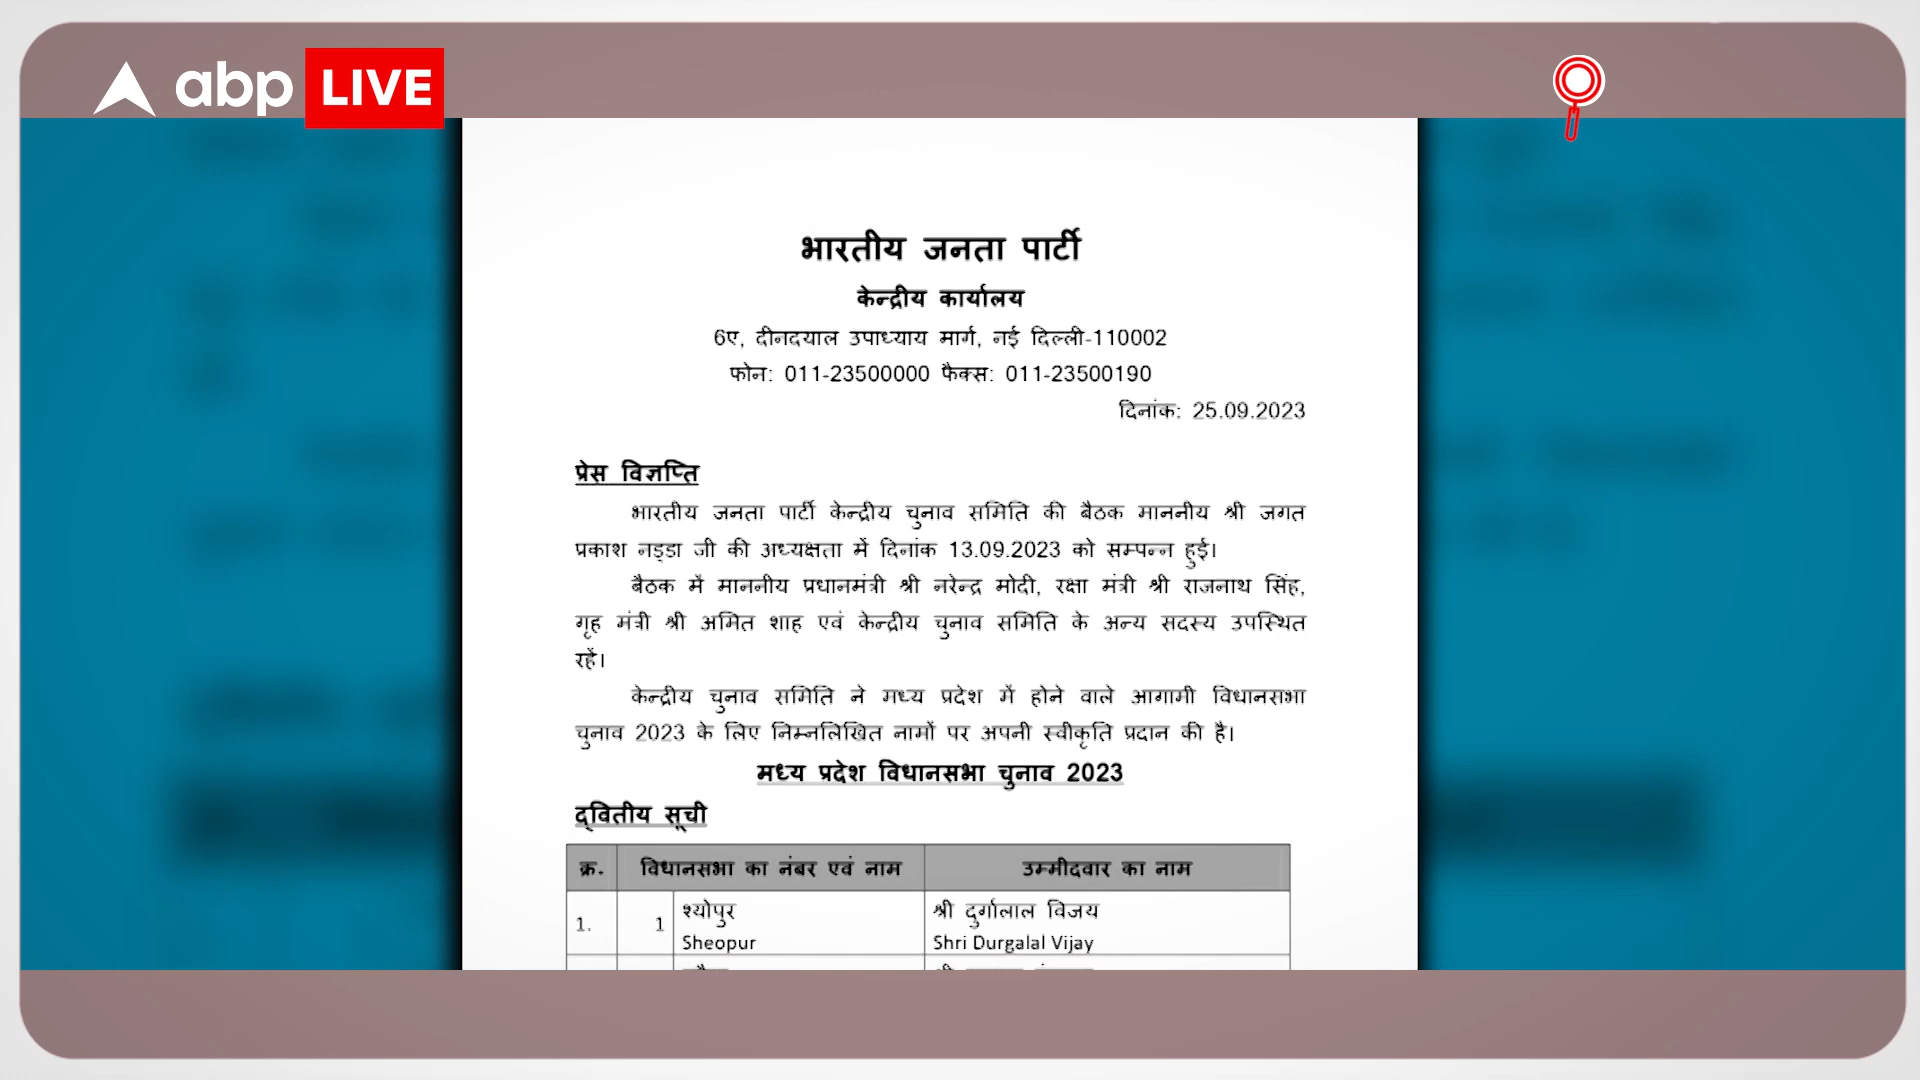 abp LIVE
भारतीय जनता पार्टी
केन्द्रीय कार्यालय
6ए, दीनदयाल उपाध्याय मार्ग, नई दिल्ली-110002
फोन: 011-23500000 फैक्स: 011-23500190
दिनांक: 25.09.2023
प्रेस विज्ञप्ति
भारतीय जनता पार्टी केन्द्रीय चुनाव समिति की बैठक माननीय श्री जगत
प्रकाश नड्डा जी की अध्यक्षता में दिनांक 13.09.2023 को सम्पन्न हुई।
बैठक में माननीय प्रधानमंत्री श्री नरेन्द्र मोदी, रक्षा मंत्री श्री राजनाथ सिंह,
गृह मंत्री श्री अमित शाह एवं केन्द्रीय चुनाव समिति के अन्य सदस्य उपस्थित
रहें।
केन्द्रीय चुनाव समिति ने मध्य प्रदेश में होने वाले आगामी विधानसभा
चुनाव 2023 के लिए निम्नलिखित नामों पर अपनी स्वीकृति प्रदान की है।
मध्य प्रदेश विधानसभा चुनाव 2023
द्वितीय सूची
क्र. विधानसभा का नंबर एवं नाम उम्मीदवार का नाम
1. 1 श्योपुर श्री दुर्गालाल विजय
Sheopur Shri Durgalal Vijay